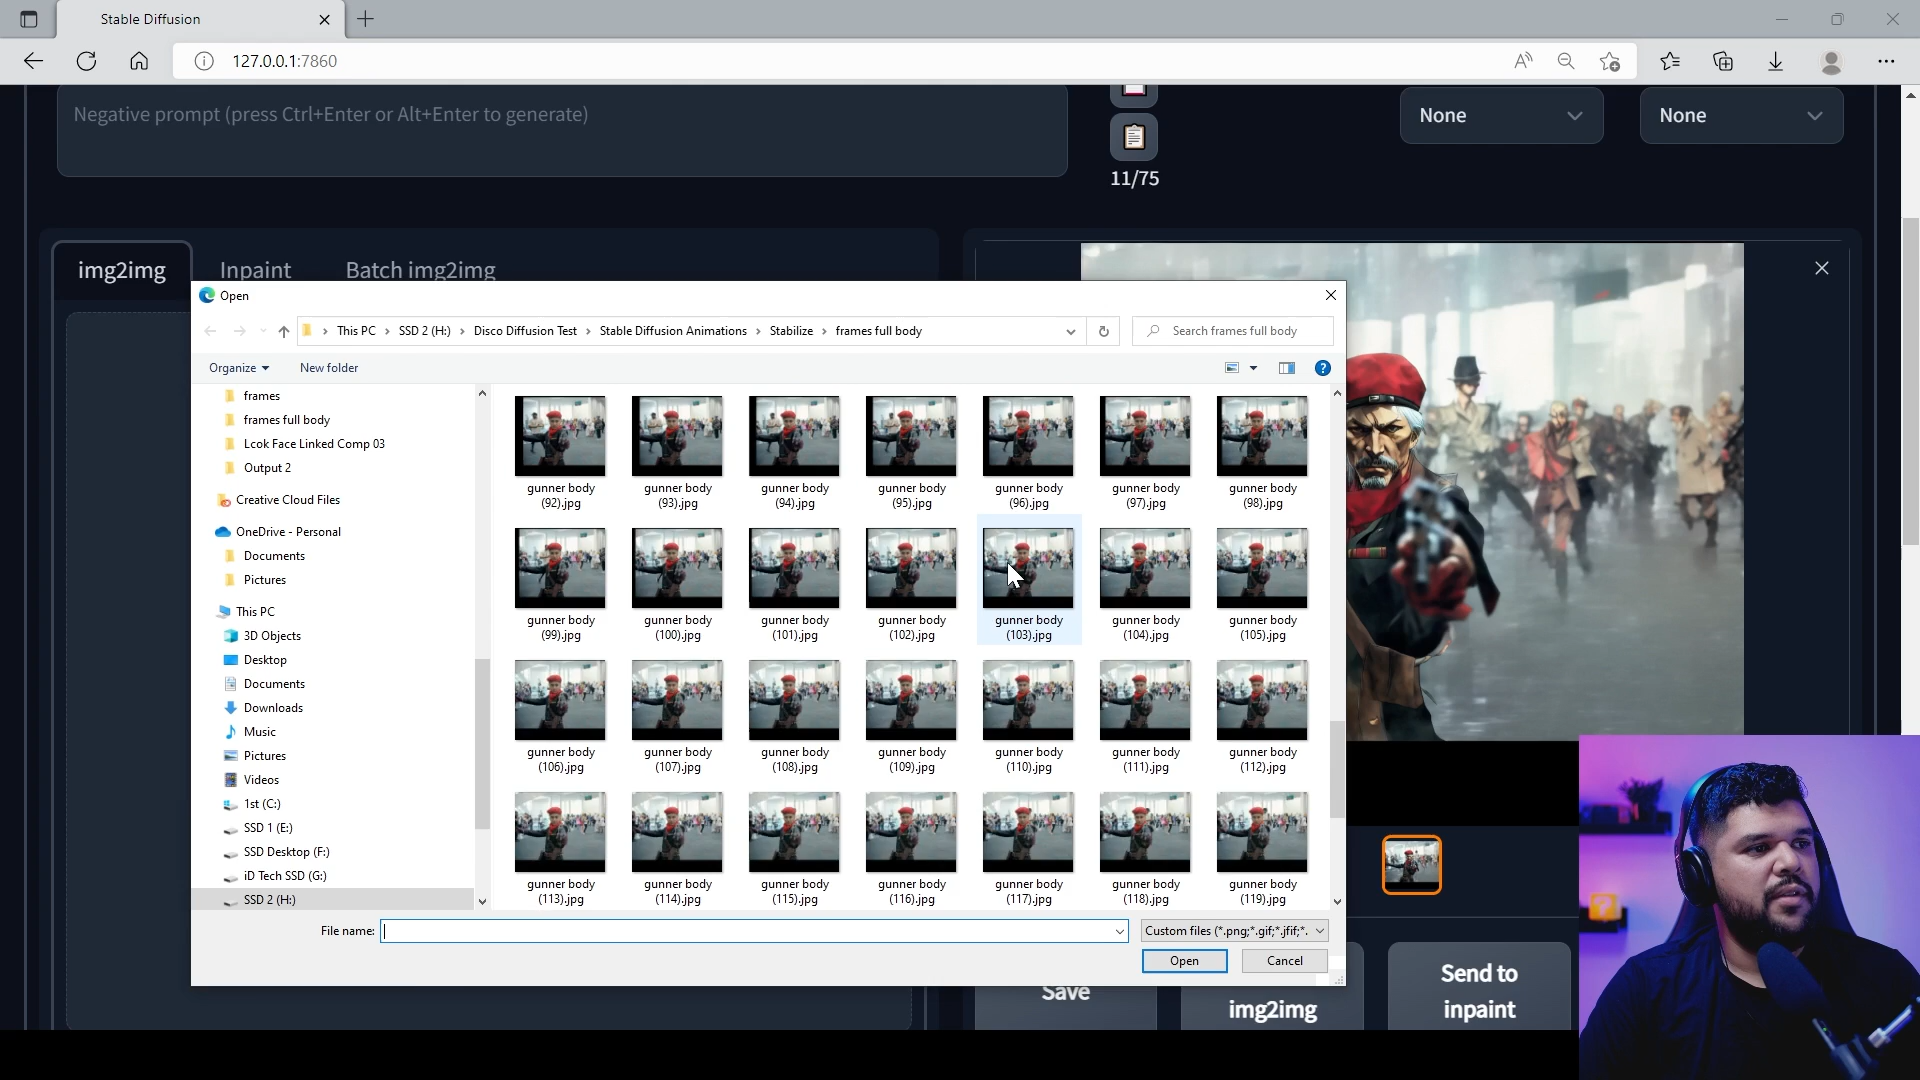 Stable Diffusion
127.0.0.1:7860
Negative prompt (press Ctrl+Enter or Alt+Enter to generate)
None
None
11/75
img2img
Inpaint
Batch img2img
Open
This PC > SSD 2 (H:) > Disco Diffusion Test > Stable Diffusion Animations > Stabilize > frames full body
Search frames full body
Organize
New folder
frames
frames full body
Lcok Face Linked Comp 03
Output 2
Creative Cloud Files
OneDrive - Personal
Documents
Pictures
This PC
3D Objects
Desktop
Documents
Downloads
Music
Pictures
Videos
1st (C:)
SSD 1 (E:)
SSD Desktop (F:)
iD Tech SSD (G:)
SSD 2 (H:)
gunner body
(92).jpg
gunner body
(93).jpg
gunner body
(94).jpg
gunner body
(95).jpg
gunner body
(96).jpg
gunner body
(97).jpg
gunner body
(98).jpg
gunner body
(99).jpg
gunner body
(100).jpg
gunner body
(101).jpg
gunner body
(102).jpg
gunner body
(103).jpg
gunner body
(104).jpg
gunner body
(105).jpg
gunner body
(106).jpg
gunner body
(107).jpg
gunner body
(108).jpg
gunner body
(109).jpg
gunner body
(110).jpg
gunner body
(111).jpg
gunner body
(112).jpg
gunner body
(113).jpg
gunner body
(114).jpg
gunner body
(115).jpg
gunner body
(116).jpg
gunner body
(117).jpg
gunner body
(118).jpg
gunner body
(119).jpg
File name:
Custom files (*.png;*.gif;*.jfif;*.
Open
Cancel
Save
img2img
Send to
inpaint